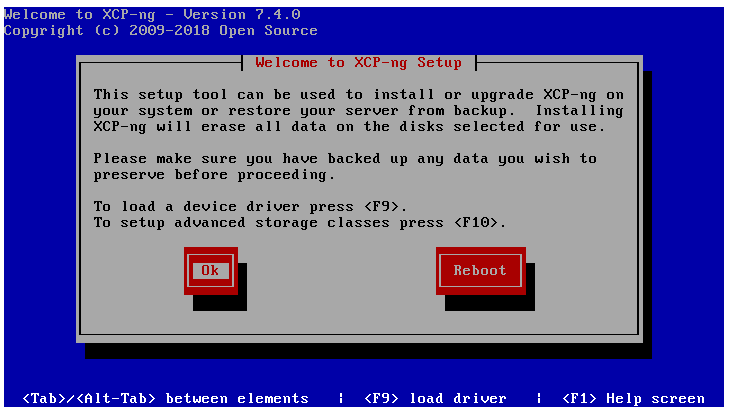 Welcome to XCP-ng - Version 7.4.0
Copyright (c) 2009-2018 Open Source
Welcome to XCP-ng Setup
This setup tool can be used to install or upgrade XCP-ng on
your system or restore your server from backup.  Installing
XCP-ng will erase all data on the disks selected for use.
Please make sure you have backed up any data you wish to
preserve before proceeding.
To load a device driver press <F9>.
To setup advanced storage classes press <F10>.
Ok Reboot
<Tab>/<Alt-Tab> between elements | <F9> load driver | <F1> Help screen